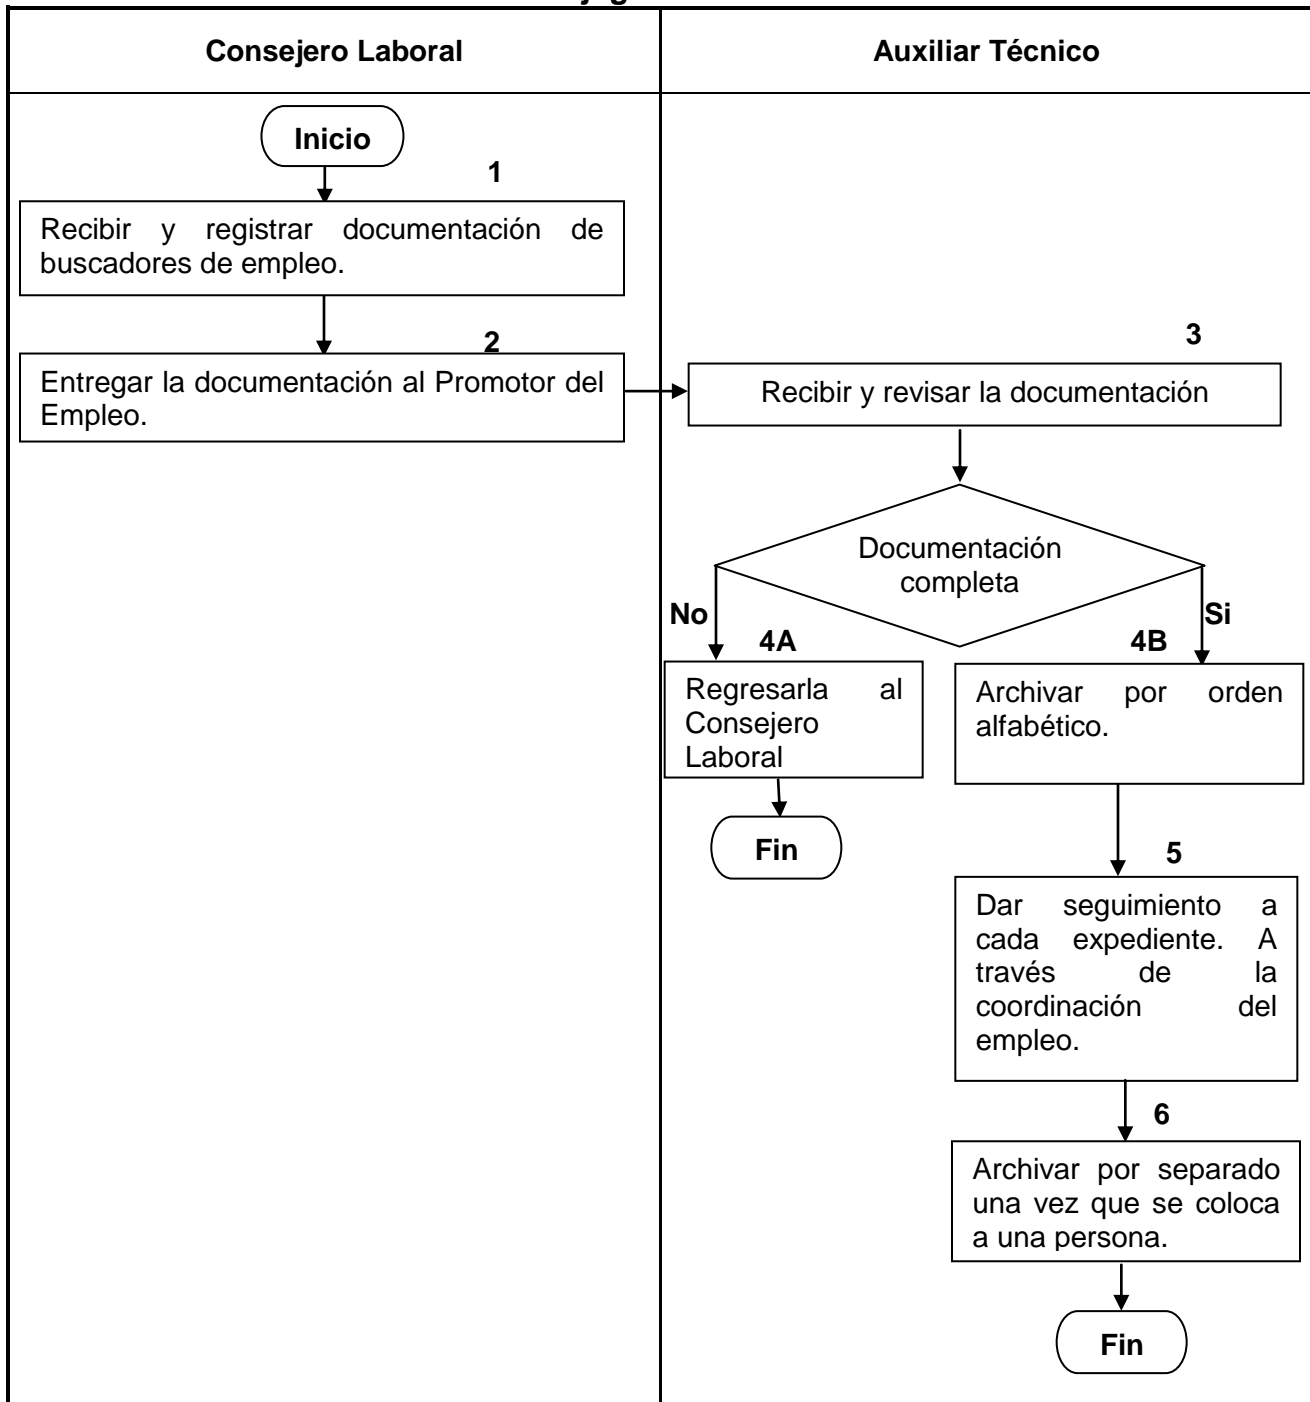 Consejero Laboral
Auxiliar Técnico
Inicio
1
Recibir y registrar documentación de
buscadores de empleo.
2
Entregar la documentación al Promotor del
Empleo.
3
Recibir y revisar la documentación
Documentación
completa
No
Si
4A
Regresarla al
Consejero
Laboral
Fin
4B
Archivar por orden
alfabético.
5
Dar seguimiento a
cada expediente. A
través de la
coordinación del
empleo.
6
Archivar por separado
una vez que se coloca
a una persona.
Fin